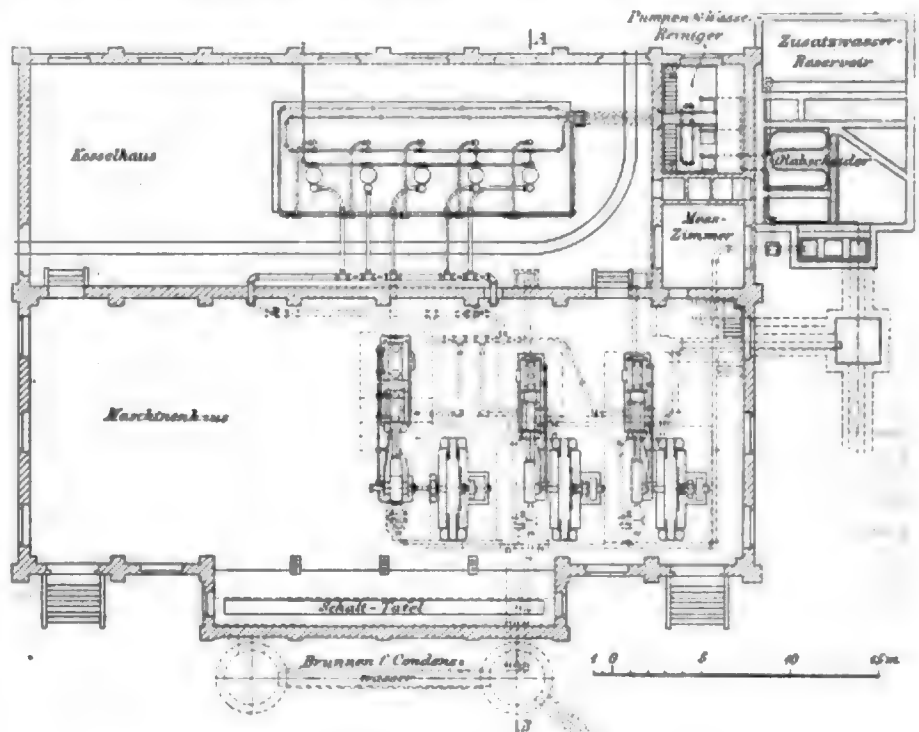 A
Pumpen & Wasser
Reiniger
Zusatzwasser-
Reservoir
Kesselhaus
Ölabscheider
Mess-
Zimmer
Maschinenhaus
Schalt-Tafel
Brunnen f. Condens-
wasser
1 0 5 10 15m
B